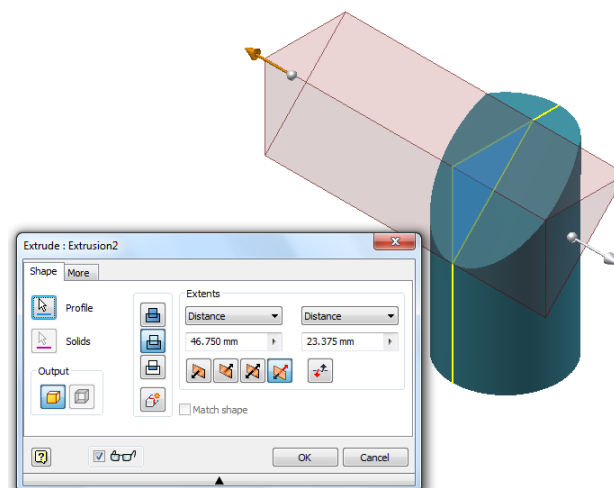 Extrude : Extrusion2
Shape More
Profile
Solids
Output
Extents
Distance Distance
46.750 mm 23.375 mm
Match shape
OK Cancel